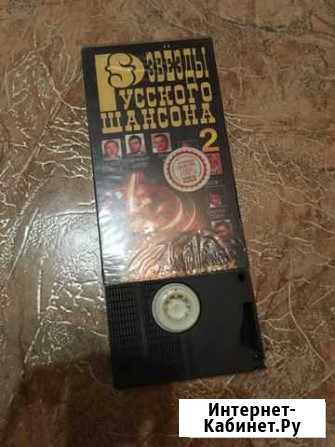 ЗВЁЗДЫ
РУССКОГО
ШАНСОНА
2
Интернет-
Кабинет.Ру